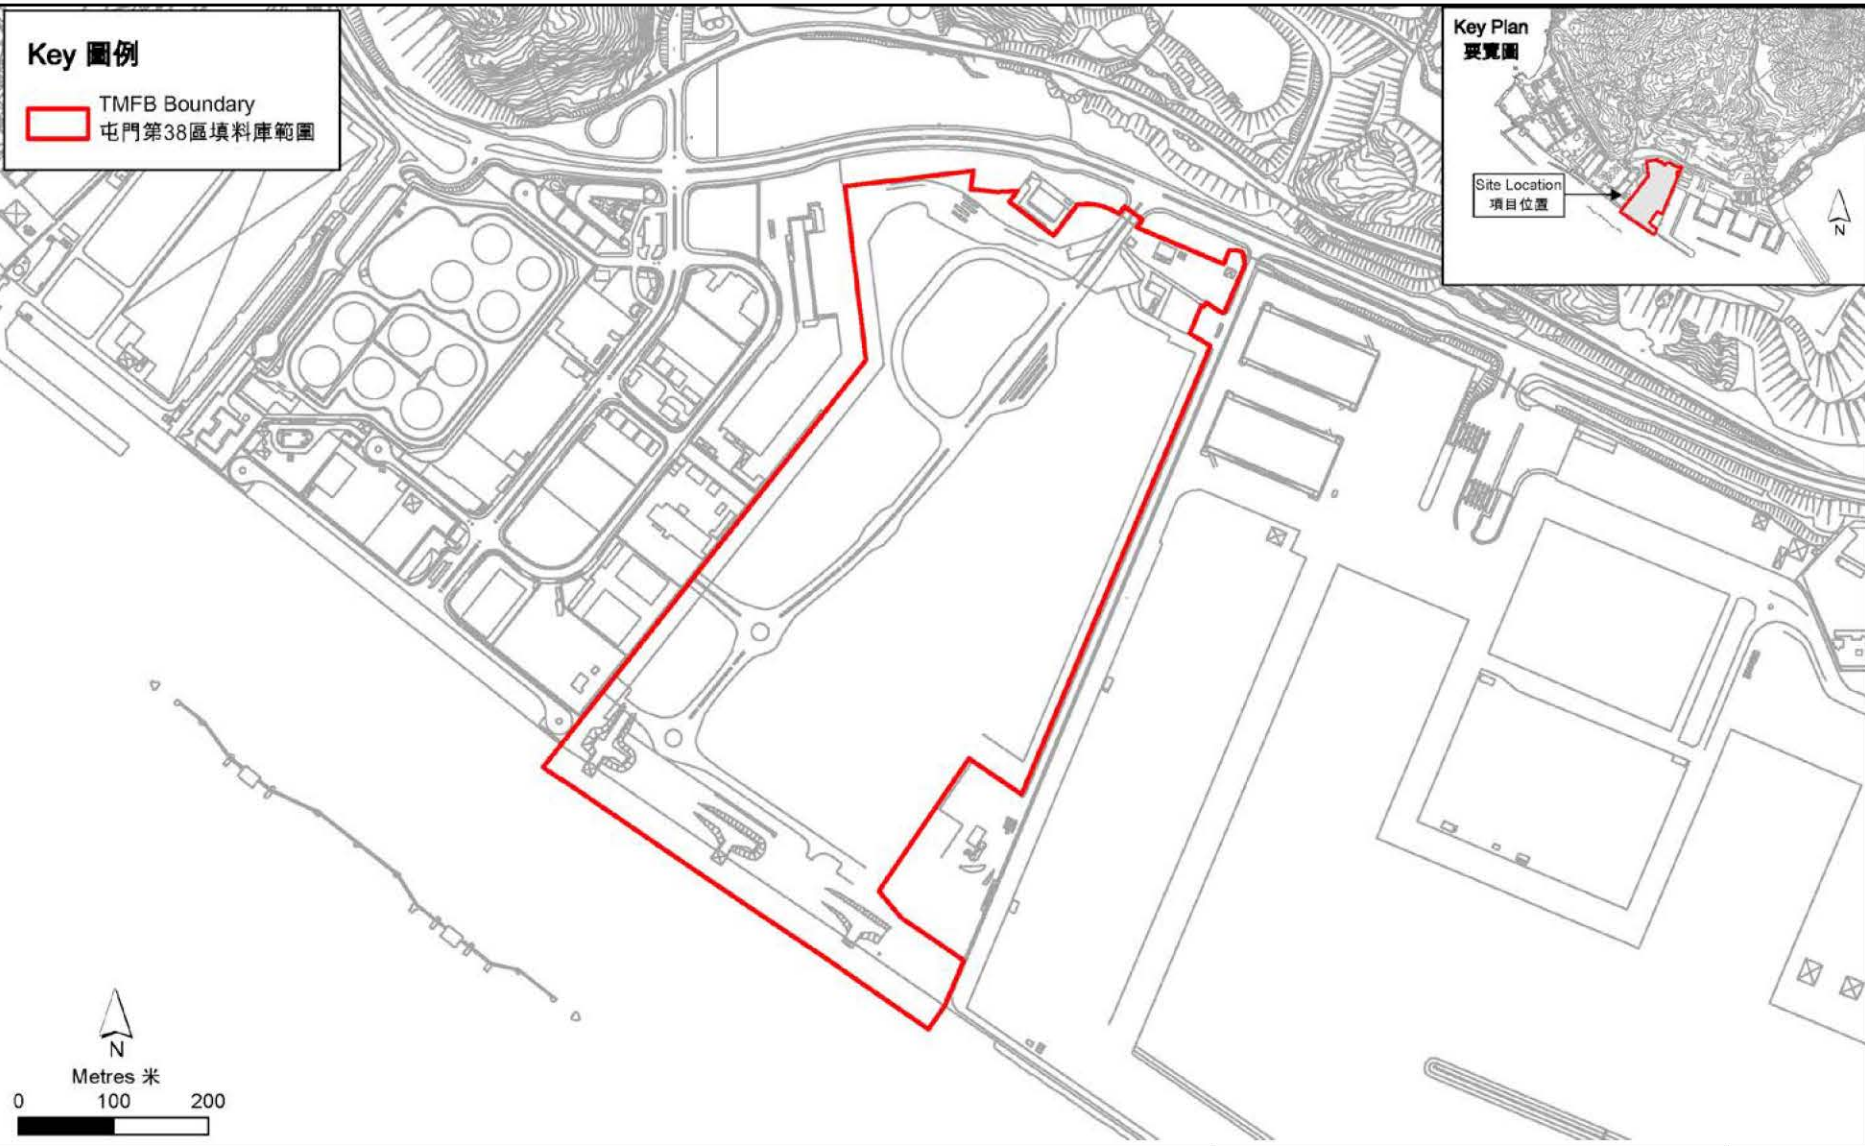 Key 圖例
TMFB Boundary
屯門第38區填料庫範圍
Key Plan
要覽圖
Site Location
項目位置
N
N
Metres 米
0 100 200